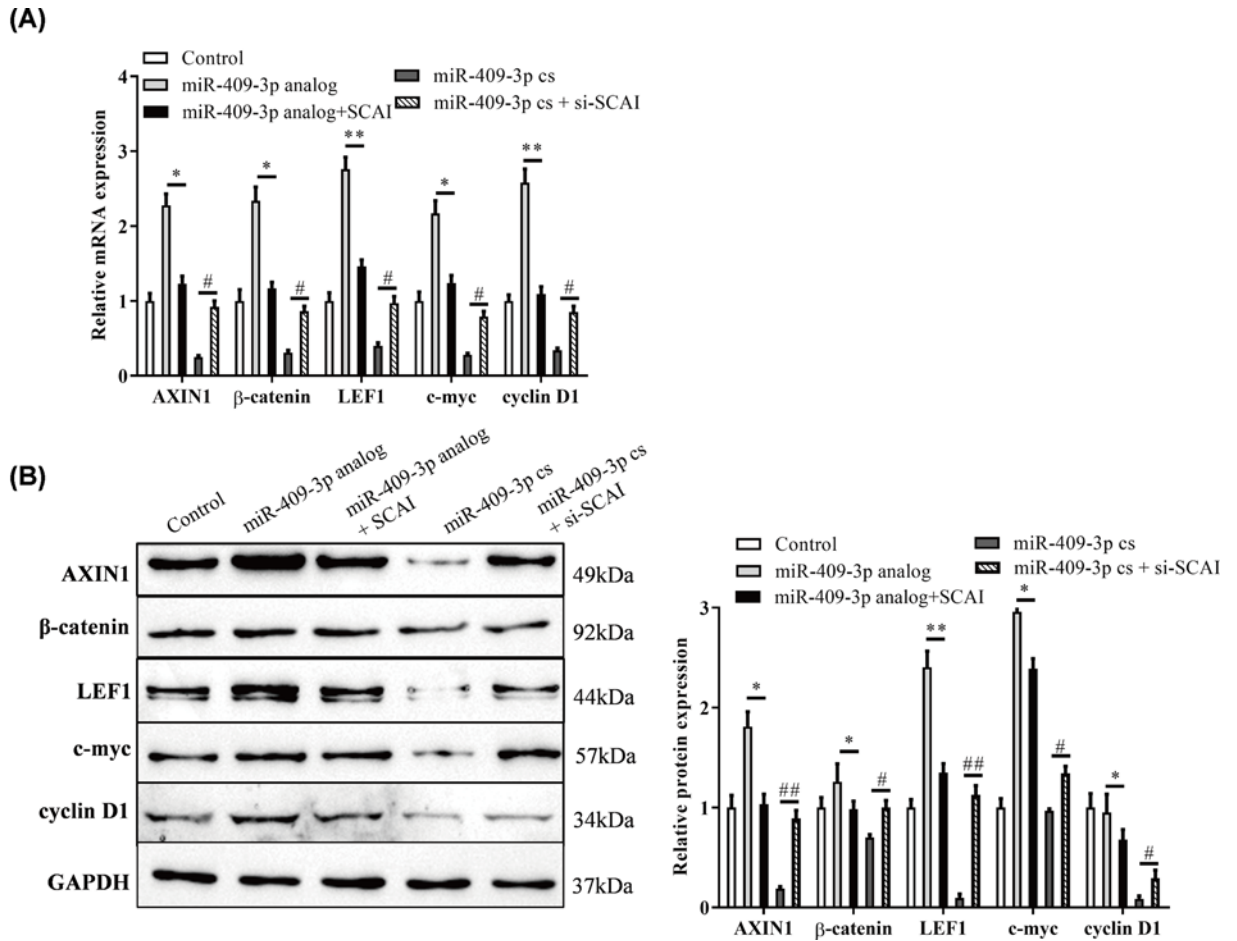 (A)
Control
miR-409-3p analog
miR-409-3p analog+SCAI
miR-409-3p cs
miR-409-3p cs + si-SCAI
Relative mRNA expression
4
3
2
1
0
* * ** * **
# # # # #
AXIN1 β-catenin LEF1 c-myc cyclin D1
(B)
Control
miR-409-3p analog
miR-409-3p analog
+ SCAI
miR-409-3p cs
miR-409-3p cs
+ si-SCAI
AXIN1 49kDa
β-catenin 92kDa
LEF1 44kDa
c-myc 57kDa
cyclin D1 34kDa
GAPDH 37kDa
Control
miR-409-3p analog
miR-409-3p analog+SCAI
miR-409-3p cs
miR-409-3p cs + si-SCAI
Relative protein expression
3
2
1
0
* * ** * *
## # ## # #
AXIN1 β-catenin LEF1 c-myc cyclin D1